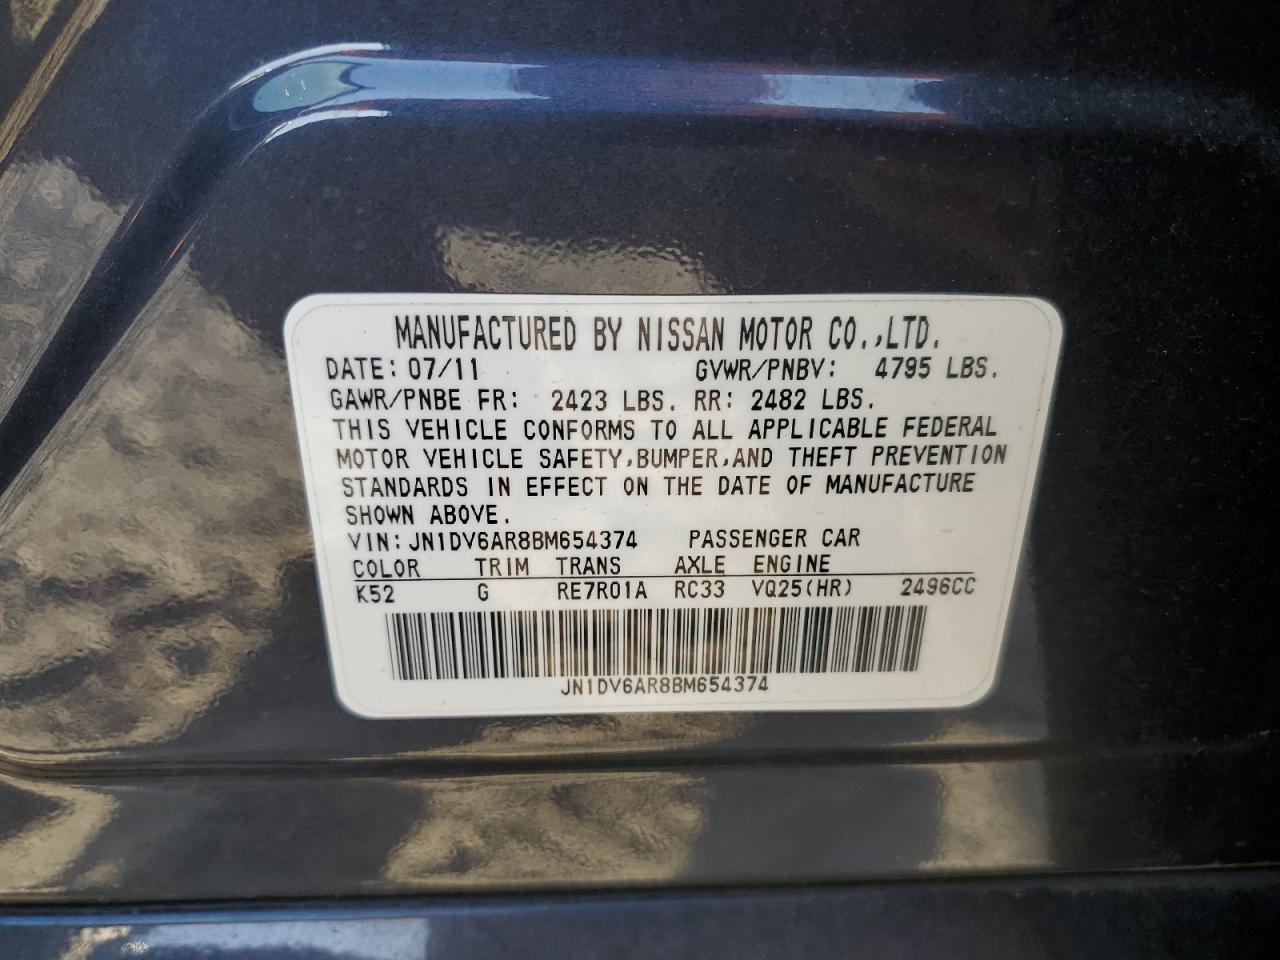 MANUFACTURED BY NISSAN MOTOR CO.,LTD.
DATE: 07/11 GVWR/PNBV: 4795 LBS.
GAWR/PNBE FR: 2423 LBS. RR: 2482 LBS.
THIS VEHICLE CONFORMS TO ALL APPLICABLE FEDERAL
MOTOR VEHICLE SAFETY,BUMPER,AND THEFT PREVENTION
STANDARDS IN EFFECT ON THE DATE OF MANUFACTURE
SHOWN ABOVE.
VIN:JN1DV6AR8BM654374 PASSENGER CAR
COLOR TRIM TRANS AXLE ENGINE
K52 G RE7R01A RC33 VQ25(HR) 2496CC
JN1DV6AR8BM654374